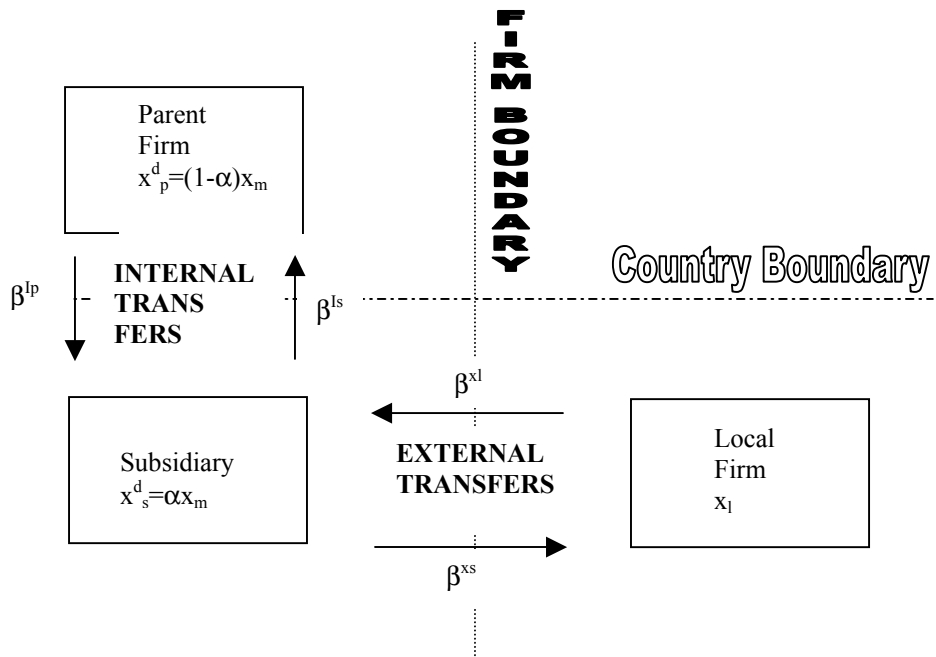 FIRM BOUNDARY
Parent
Firm
x^d_p=(1-α)x_m
Country Boundary
β^Ip
INTERNAL
TRANS
FERS
β^Is
β^xl
Subsidiary
x^d_s=αx_m
EXTERNAL
TRANSFERS
Local
Firm
x_l
β^xs